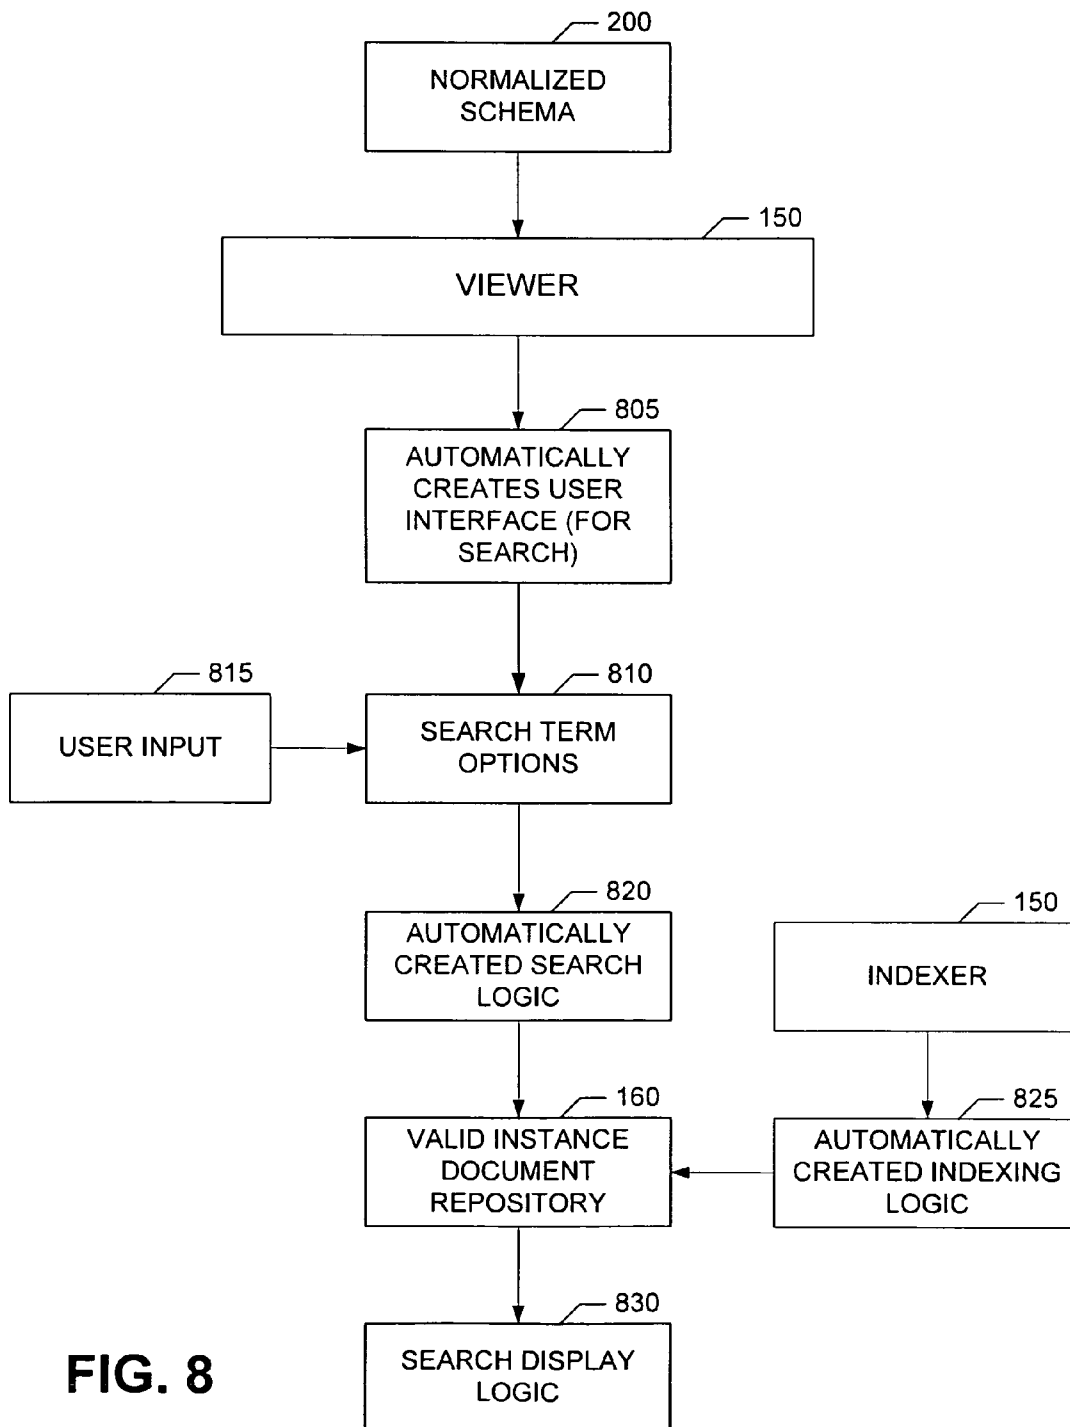 200
NORMALIZED
SCHEMA
150
VIEWER
805
AUTOMATICALLY
CREATES USER
INTERFACE (FOR
SEARCH)
815
USER INPUT
810
SEARCH TERM
OPTIONS
820
AUTOMATICALLY
CREATED SEARCH
LOGIC
150
INDEXER
160
VALID INSTANCE
DOCUMENT
REPOSITORY
825
AUTOMATICALLY
CREATED INDEXING
LOGIC
830
SEARCH DISPLAY
LOGIC
FIG. 8